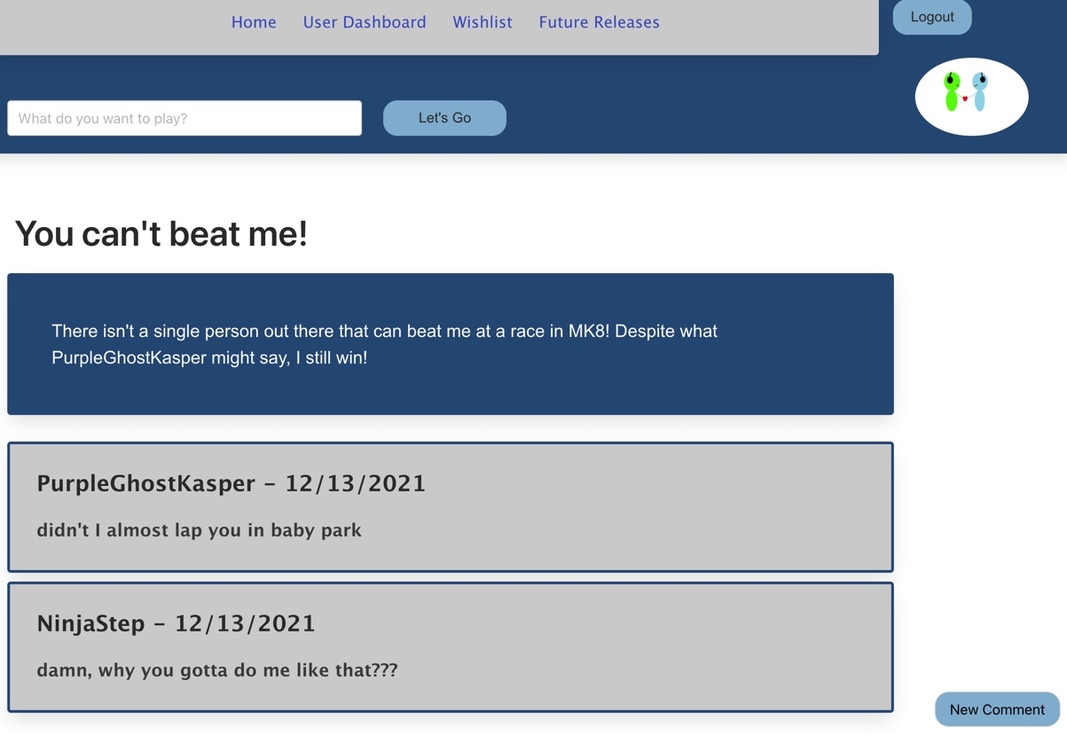 Home User Dashboard Wishlist Future Releases
Logout
What do you want to play?
Let's Go
You can't beat me!
There isn't a single person out there that can beat me at a race in MK8! Despite what
PurpleGhostKasper might say, I still win!
PurpleGhostKasper – 12/13/2021
didn't I almost lap you in baby park
NinjaStep – 12/13/2021
damn, why you gotta do me like that???
New Comment